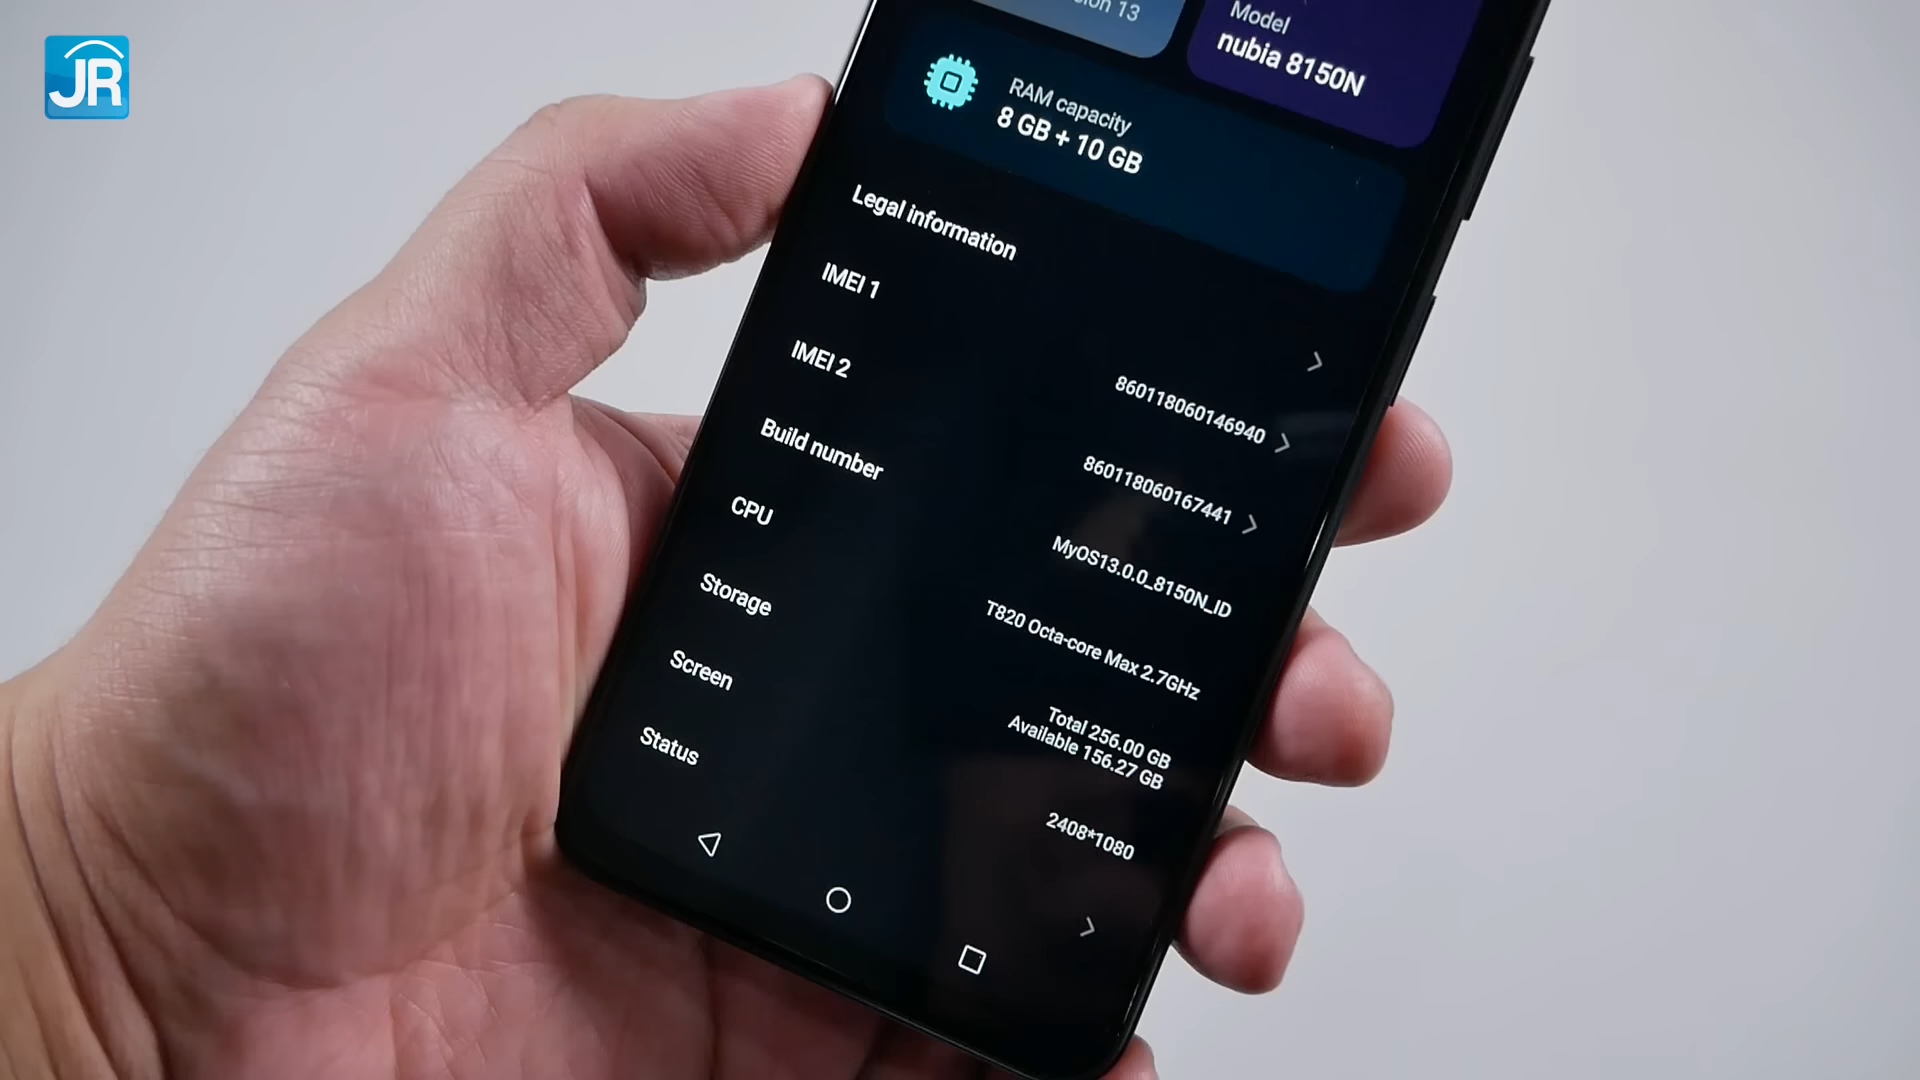 JR
sion 13
Model
nubia 8150N
RAM capacity
8 GB + 10 GB
Legal information
IMEI 1
860118060146940
IMEI 2
860118060167441
Build number
MyOS13.0.0_8150N_ID
CPU
T820 Octa-core Max 2.7GHz
Storage
Total 256.00 GB
Available 156.27 GB
Screen
2408*1080
Status